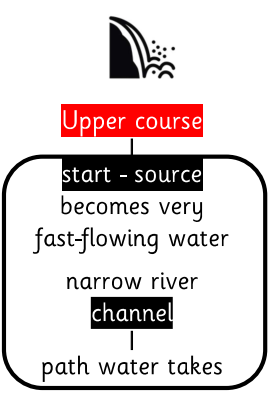 Upper course
start - source
becomes very
fast-flowing water
narrow river
channel
path water takes